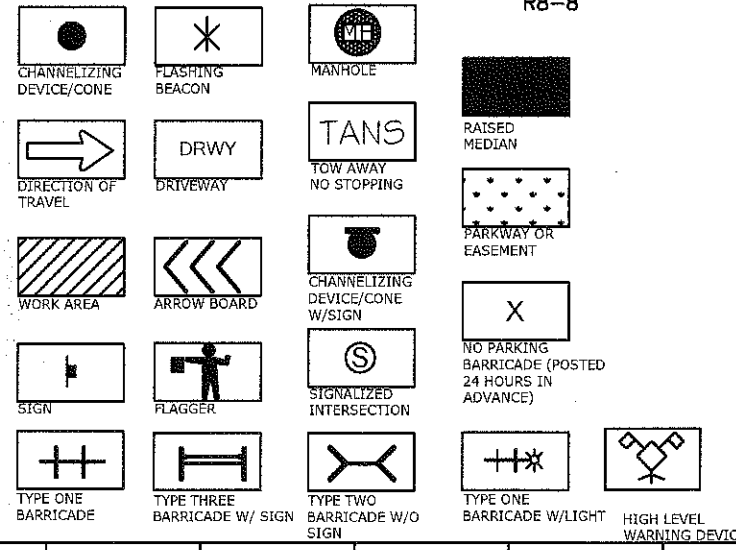 R8-8
CHANNELIZING
DEVICE/CONE
FLASHING
BEACON
MH
MANHOLE
RAISED
MEDIAN
DIRECTION OF
TRAVEL
DRWY
DRIVEWAY
TANS
TOW AWAY
NO STOPPING
PARKWAY OR
EASEMENT
WORK AREA
ARROW BOARD
CHANNELIZING
DEVICE/CONE
W/SIGN
X
NO PARKING
BARRICADE (POSTED
24 HOURS IN
ADVANCE)
SIGN
FLAGGER
S
SIGNALIZED
INTERSECTION
TYPE ONE
BARRICADE
TYPE THREE
BARRICADE W/ SIGN
TYPE TWO
BARRICADE W/O
SIGN
TYPE ONE
BARRICADE W/LIGHT
HIGH LEVEL
WARNING DEVIC